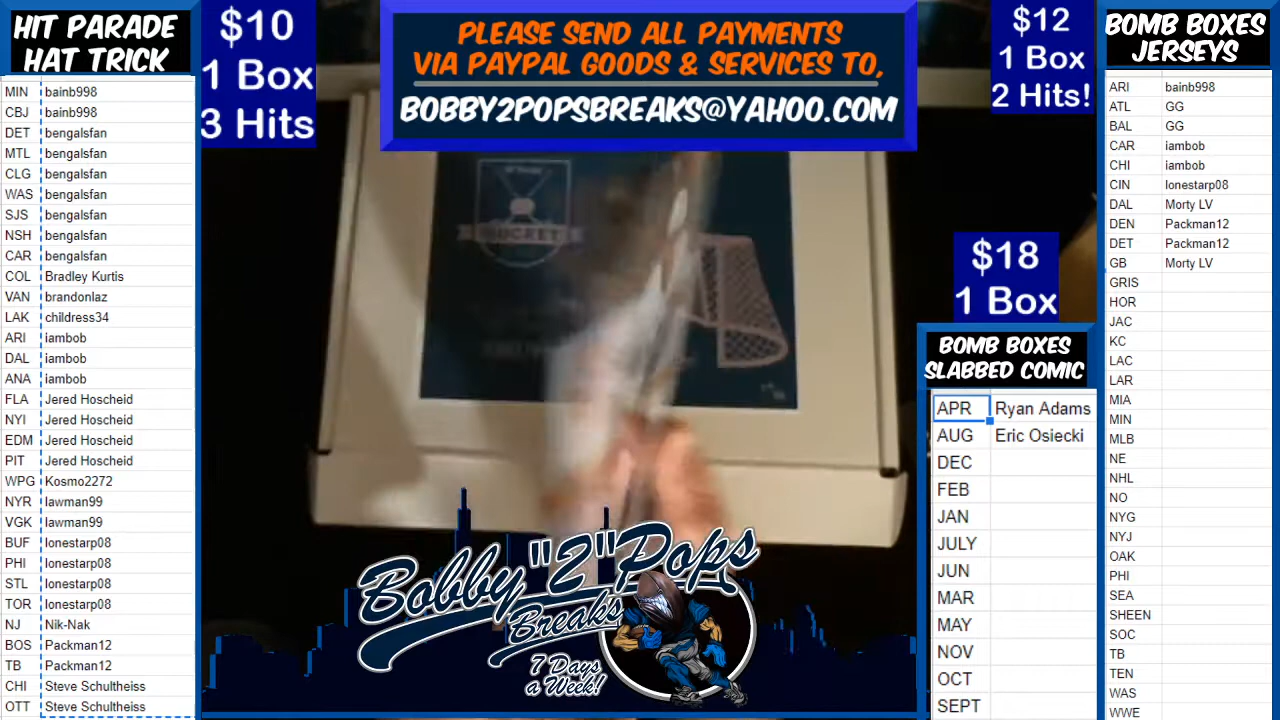 HIT PARADE
HAT TRICK
MIN bainb998
CBJ bainb998
DET bengalsfan
MTL bengalsfan
CLG bengalsfan
WAS bengalsfan
SJS bengalsfan
NSH bengalsfan
CAR bengalsfan
COL Bradley Kurtis
VAN brandonlaz
LAK childress34
ARI iambob
DAL iambob
ANA iambob
FLA Jered Hoscheid
NYI Jered Hoscheid
EDM Jered Hoscheid
PIT Jered Hoscheid
WPG Kosmo2272
NYR lawman99
VGK lawman99
BUF lonestarp08
PHI lonestarp08
STL lonestarp08
TOR lonestarp08
NJ Nik-Nak
BOS Packman12
TB Packman12
CHI Steve Schultheiss
OTT Steve Schultheiss
$10
1 Box
3 Hits
PLEASE SEND ALL PAYMENTS
VIA PAYPAL GOODS & SERVICES TO,
BOBBY2POPSBREAKS@YAHOO.COM
Bobby "2" Pops
Breaks
7 Days
a Week!
$12
1 Box
2 Hits!
$18
1 Box
BOMB BOXES
SLABBED COMIC
APR Ryan Adams
AUG Eric Osiecki
DEC
FEB
JAN
JULY
JUN
MAR
MAY
NOV
OCT
SEPT
BOMB BOXES
JERSEYS
ARI bainb998
ATL GG
BAL GG
CAR iambob
CHI iambob
CIN lonestarp08
DAL Morty LV
DEN Packman12
DET Packman12
GB Morty LV
GRIS
HOR
JAC
KC
LAC
LAR
MIA
MIN
MLB
NE
NHL
NO
NYG
NYJ
OAK
PHI
SEA
SHEEN
SOC
TB
TEN
WAS
WWE